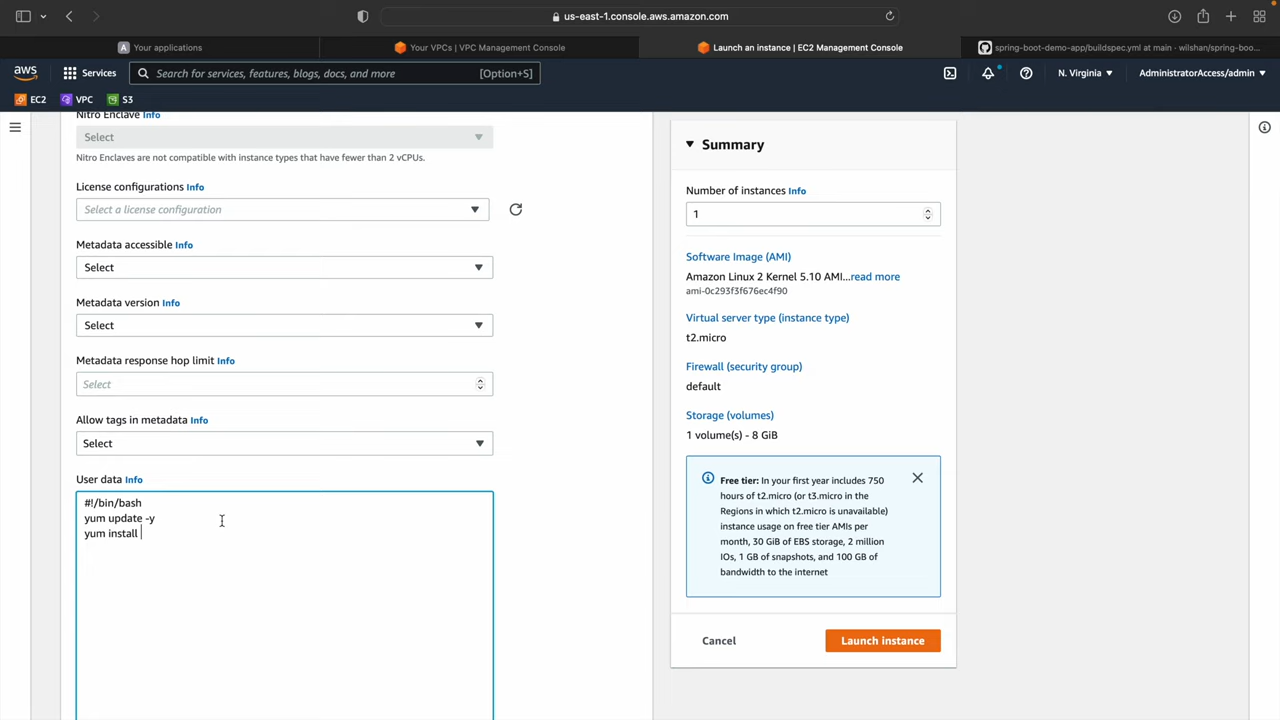 us-east-1.console.aws.amazon.com
A Your applications
Your VPCs | VPC Management Console
Launch an instance | EC2 Management Console
spring-boot-demo-app/buildspec.yml at main · wilshan/spring-boo...
aws
Services
Search for services, features, blogs, docs, and more
[Option+S]
N. Virginia
AdministratorAccess/admin
EC2
VPC
S3
Nitro Enclave Info
Select
Nitro Enclaves are not compatible with instance types that have fewer than 2 vCPUs.
License configurations Info
Select a license configuration
Metadata accessible Info
Select
Metadata version Info
Select
Metadata response hop limit Info
Select
Allow tags in metadata Info
Select
User data Info
#!/bin/bash
yum update -y
yum install
Summary
Number of instances Info
1
Software Image (AMI)
Amazon Linux 2 Kernel 5.10 AMI...read more
ami-0c293f3f676ec4f90
Virtual server type (instance type)
t2.micro
Firewall (security group)
default
Storage (volumes)
1 volume(s) - 8 GiB
Free tier: In your first year includes 750
hours of t2.micro (or t3.micro in the
Regions in which t2.micro is unavailable)
instance usage on free tier AMIs per
month, 30 GiB of EBS storage, 2 million
IOs, 1 GB of snapshots, and 100 GB of
bandwidth to the internet
Cancel
Launch instance